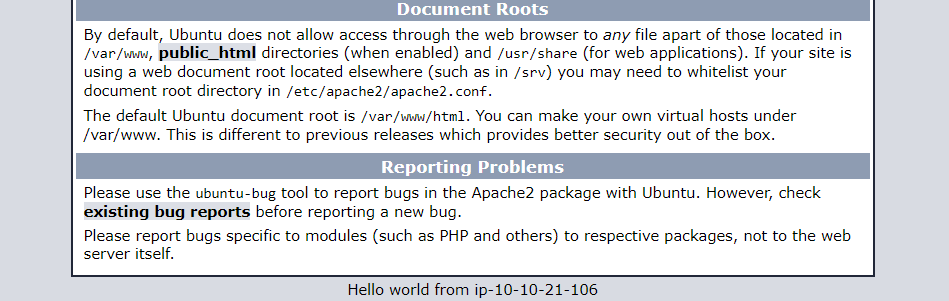 Document Roots
By default, Ubuntu does not allow access through the web browser to any file apart of those located in
/var/www, public_html directories (when enabled) and /usr/share (for web applications). If your site is
using a web document root located elsewhere (such as in /srv) you may need to whitelist your
document root directory in /etc/apache2/apache2.conf.
The default Ubuntu document root is /var/www/html. You can make your own virtual hosts under
/var/www. This is different to previous releases which provides better security out of the box.
Reporting Problems
Please use the ubuntu-bug tool to report bugs in the Apache2 package with Ubuntu. However, check
existing bug reports before reporting a new bug.
Please report bugs specific to modules (such as PHP and others) to respective packages, not to the web
server itself.
Hello world from ip-10-10-21-106